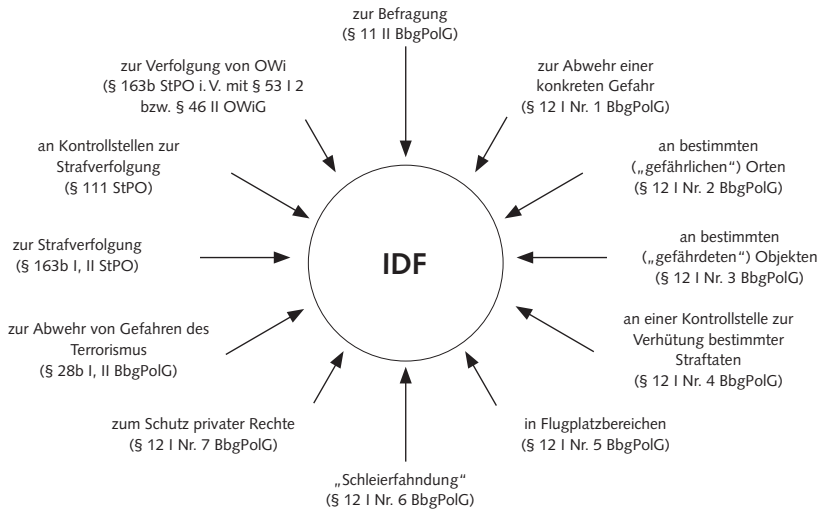 zur Befragung
(§ 11 II BbgPolG)
zur Verfolgung von OWi
(§ 163b StPO i. V. mit § 53 I 2
bzw. § 46 II OWiG
zur Abwehr einer
konkreten Gefahr
(§ 12 I Nr. 1 BbgPolG)
an Kontrollstellen zur
Strafverfolgung
(§ 111 StPO)
an bestimmten
(„gefährlichen“) Orten
(§ 12 I Nr. 2 BbgPolG)
zur Strafverfolgung
(§ 163b I, II StPO)
IDF
an bestimmten
(„gefährdeten“) Objekten
(§ 12 I Nr. 3 BbgPolG)
zur Abwehr von Gefahren des
Terrorismus
(§ 28b I, II BbgPolG)
an einer Kontrollstelle zur
Verhütung bestimmter
Straftaten
(§ 12 I Nr. 4 BbgPolG)
zum Schutz privater Rechte
(§ 12 I Nr. 7 BbgPolG)
in Flugplatzbereichen
(§ 12 I Nr. 5 BbgPolG)
„Schleierfahndung“
(§ 12 I Nr. 6 BbgPolG)